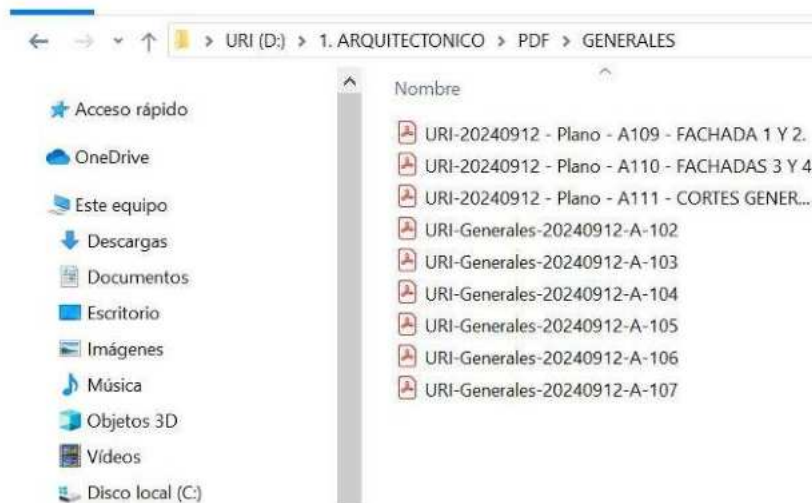 URI (D:) > 1. ARQUITECTONICO > PDF > GENERALES
Acceso rápido
OneDrive
Este equipo
Descargas
Documentos
Escritorio
Imágenes
Música
Objetos 3D
Vídeos
Disco local (C:)
Nombre
URI-20240912 - Plano - A109 - FACHADA 1 Y 2.
URI-20240912 - Plano - A110 - FACHADAS 3 Y 4
URI-20240912 - Plano - A111 - CORTES GENER...
URI-Generales-20240912-A-102
URI-Generales-20240912-A-103
URI-Generales-20240912-A-104
URI-Generales-20240912-A-105
URI-Generales-20240912-A-106
URI-Generales-20240912-A-107